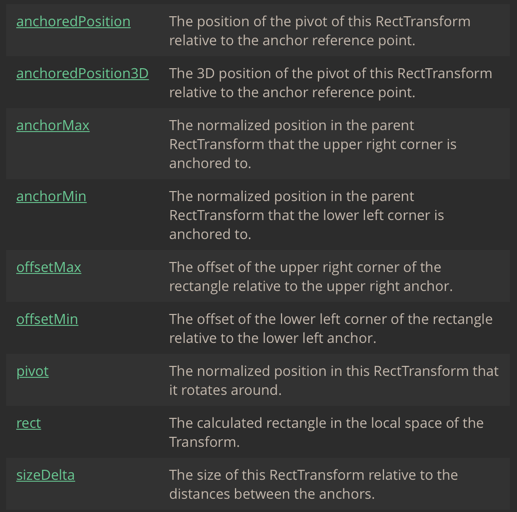 anchoredPosition The position of the pivot of this RectTransform
relative to the anchor reference point.
anchoredPosition3D The 3D position of the pivot of this RectTransform
relative to the anchor reference point.
anchorMax The normalized position in the parent
RectTransform that the upper right corner is
anchored to.
anchorMin The normalized position in the parent
RectTransform that the lower left corner is
anchored to.
offsetMax The offset of the upper right corner of the
rectangle relative to the upper right anchor.
offsetMin The offset of the lower left corner of the rectangle
relative to the lower left anchor.
pivot The normalized position in this RectTransform that
it rotates around.
rect The calculated rectangle in the local space of the
Transform.
sizeDelta The size of this RectTransform relative to the
distances between the anchors.